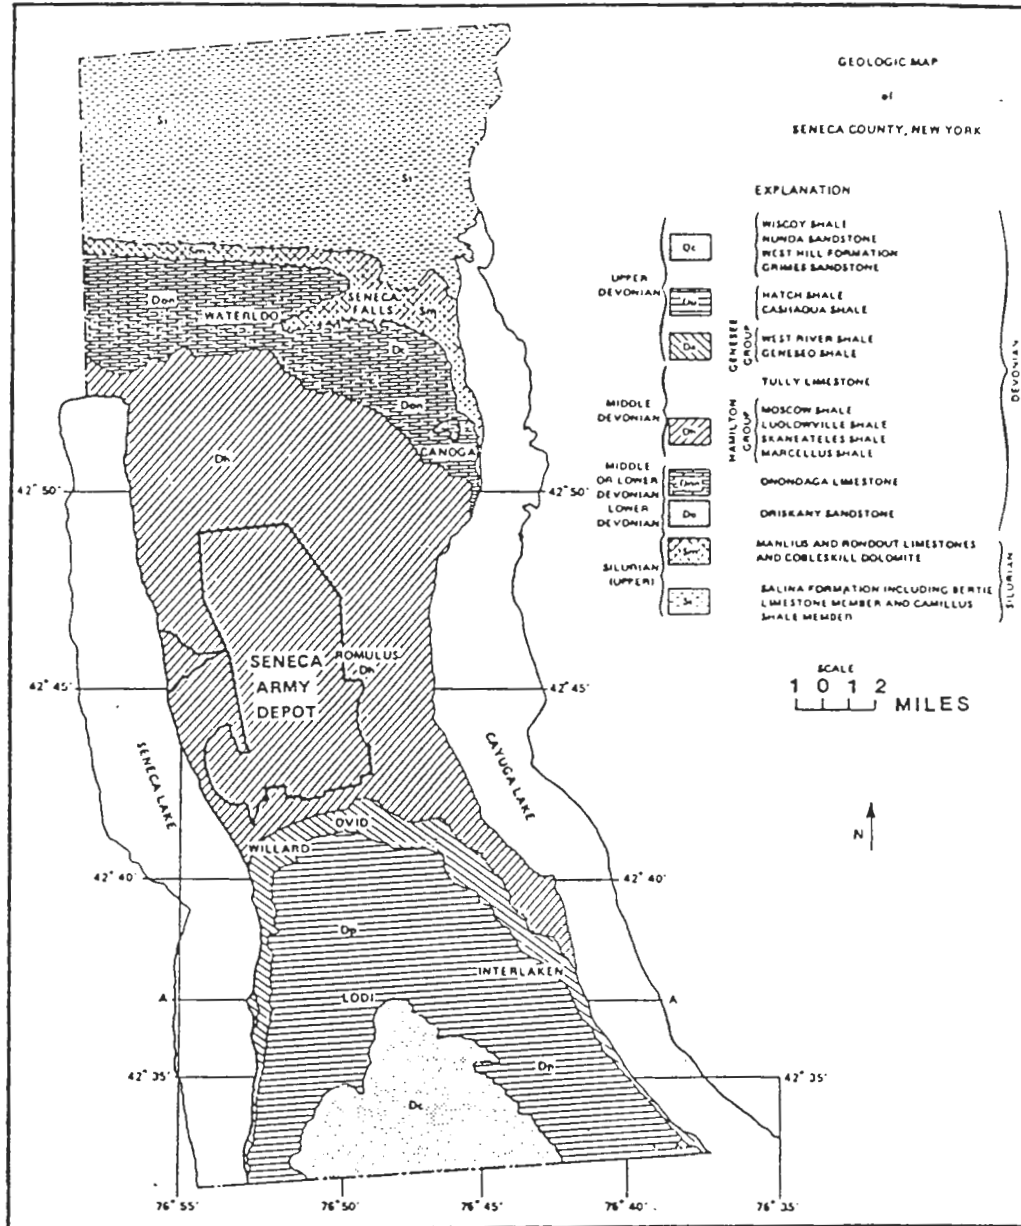 GEOLOGIC MAP
of
SENECA COUNTY, NEW YORK
EXPLANATION
UPPER
DEVONIAN
Dc
WISCOY SHALE
NUNDA SANDSTONE
WEST HILL FORMATION
GRIMES SANDSTONE
HATCH SHALE
CASHAQUA SHALE
GENESEE
GROUP
WEST RIVER SHALE
GENESEO SHALE
TULLY LIMESTONE
MIDDLE
DEVONIAN
Dh
HAMILTON
GROUP
MOSCOW SHALE
LUDLOWVILLE SHALE
SKANEATELES SHALE
MARCELLUS SHALE
DEVONIAN
MIDDLE
OR LOWER
DEVONIAN
Don
ONONDAGA LIMESTONE
LOWER
DEVONIAN
Do
ORISKANY SANDSTONE
SILURIAN
(UPPER)
Sm
MANLIUS AND RONDOUT LIMESTONES
AND COBLESKILL DOLOMITE
SALINA FORMATION INCLUDING BERTIE
LIMESTONE MEMBER AND CAMILLUS
SHALE MEMBER
SILURIAN
SCALE
1 0 1 2 MILES
N
Sm
Don
WATERLOO
SENECA
FALLS
Sm
Don
CANOGA
Dh
42° 50'
42° 50'
ROMULUS
Dh
SENECA
ARMY
DEPOT
42° 45'
42° 45'
SENECA LAKE
CAYUGA LAKE
OVID
WILLARD
42° 40'
42° 40'
Dp
INTERLAKEN
A
LODI
A
Dp
42° 35'
42° 35'
Dc
76° 55'
76° 50'
76° 45'
76° 40'
76° 35'